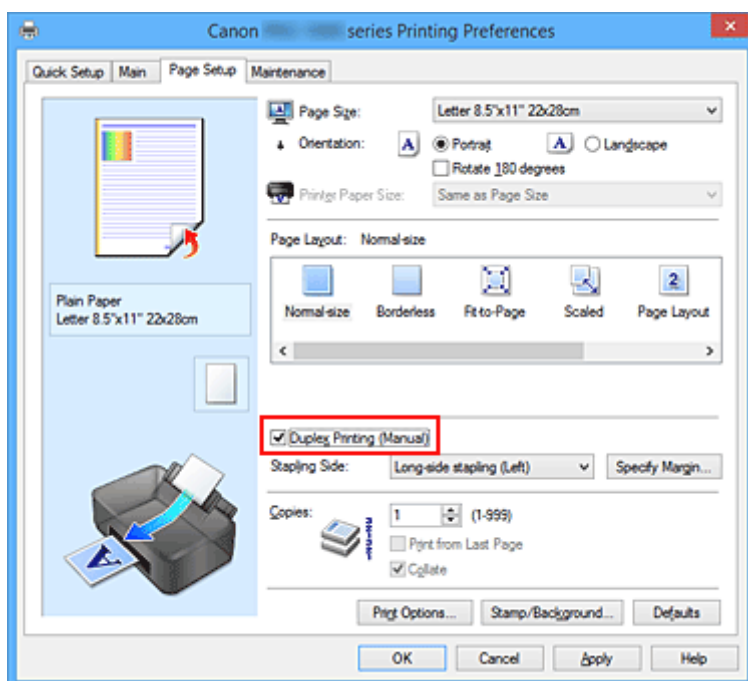 Canon series Printing Preferences
Quick Setup Main Page Setup Maintenance
Page Size: Letter 8.5"x11" 22x28cm
Orientation: A Portrait A Landscape
Rotate 180 degrees
Printer Paper Size: Same as Page Size
Page Layout: Normal-size
Normal-size Borderless Fit-to-Page Scaled Page Layout
2
Plain Paper
Letter 8.5"x11" 22x28cm
Duplex Printing (Manual)
Stapling Side: Long-side stapling (Left) Specify Margin...
Copies: 1 (1-999)
Print from Last Page
Collate
A
Print Options... Stamp/Background... Defaults
OK Cancel Apply Help